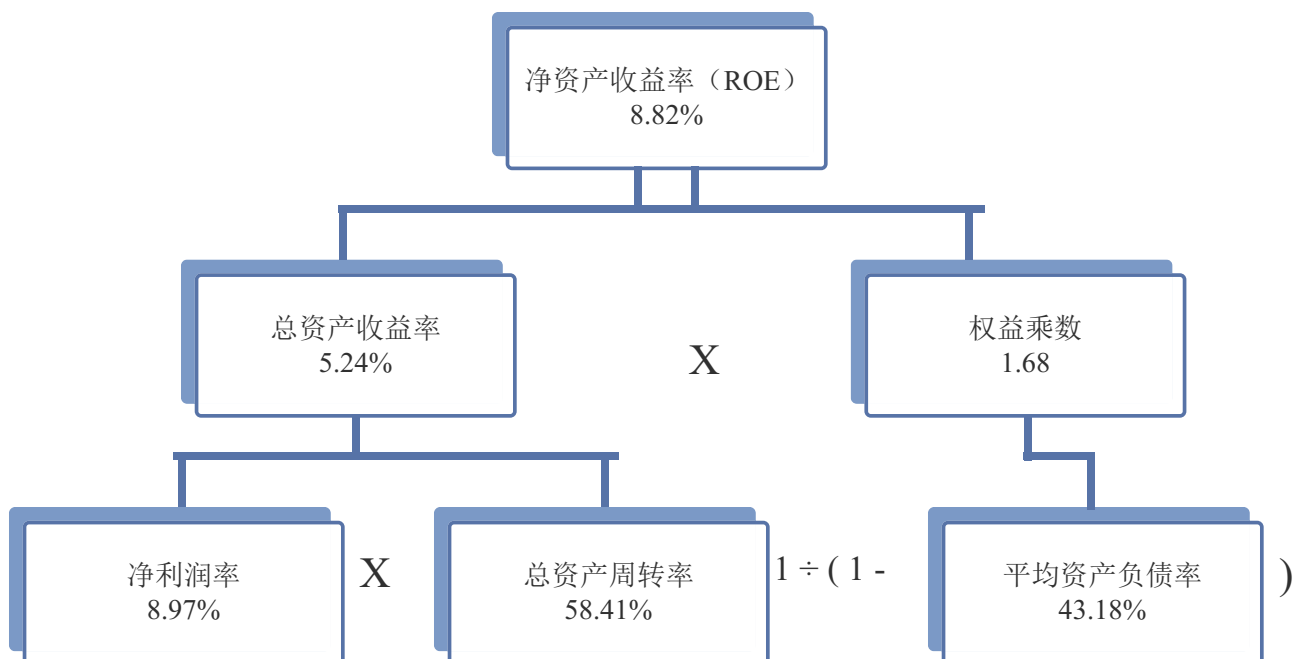 净资产收益率（ROE）
8.82%
总资产收益率
5.24%
X
权益乘数
1.68
净利润率
8.97%
X
总资产周转率
58.41%
1 ÷ ( 1 -
平均资产负债率
43.18%
)